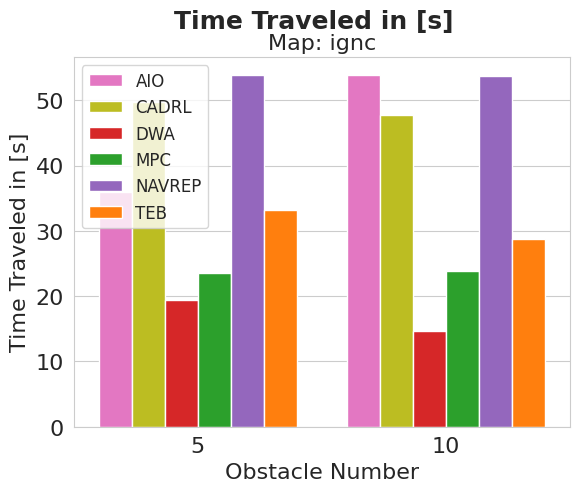 Time Traveled in [s]
Map: ignc
Time Traveled in [s]
50
40
30
20
10
0
AIO
CADRL
DWA
MPC
NAVREP
TEB
5
10
Obstacle Number